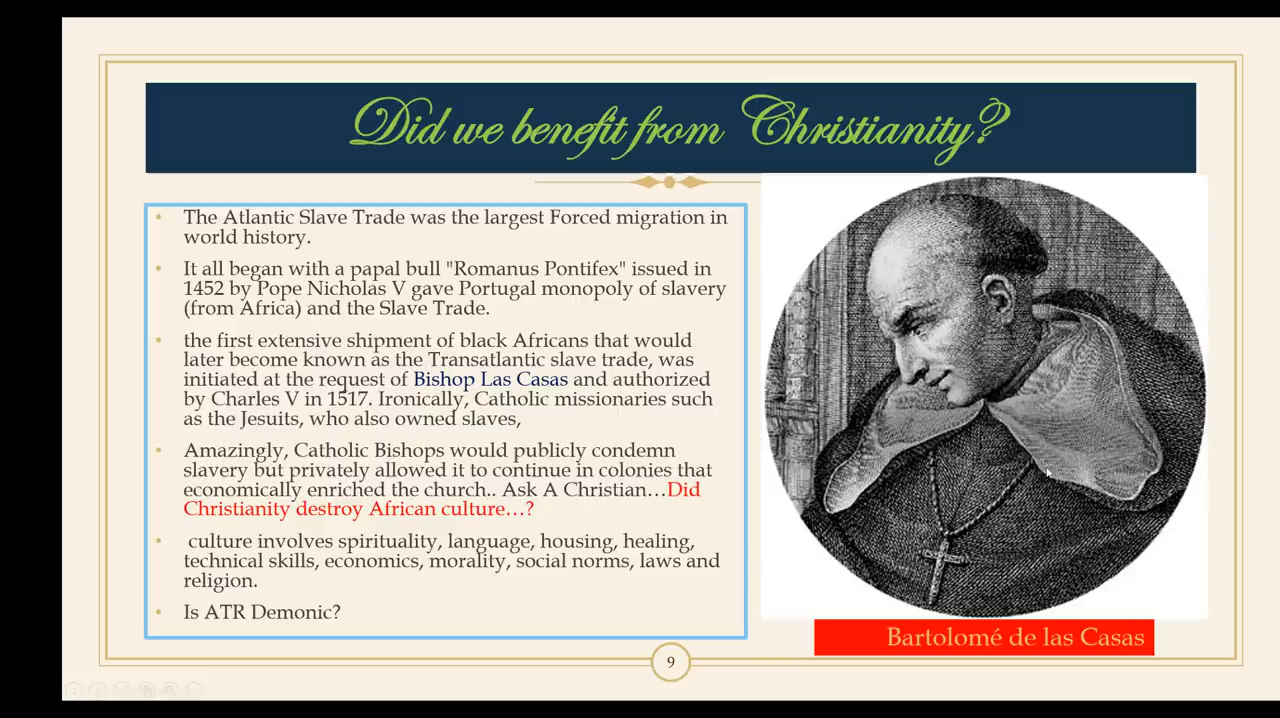 Did we benefit from Christianity?
• The Atlantic Slave Trade was the largest Forced migration in
world history.
• It all began with a papal bull "Romanus Pontifex" issued in
1452 by Pope Nicholas V gave Portugal monopoly of slavery
(from Africa) and the Slave Trade.
• the first extensive shipment of black Africans that would
later become known as the Transatlantic slave trade, was
initiated at the request of Bishop Las Casas and authorized
by Charles V in 1517. Ironically, Catholic missionaries such
as the Jesuits, who also owned slaves,
• Amazingly, Catholic Bishops would publicly condemn
slavery but privately allowed it to continue in colonies that
economically enriched the church.. Ask A Christian…Did
Christianity destroy African culture…?
• culture involves spirituality, language, housing, healing,
technical skills, economics, morality, social norms, laws and
religion.
• Is ATR Demonic?
Bartolomé de las Casas
9